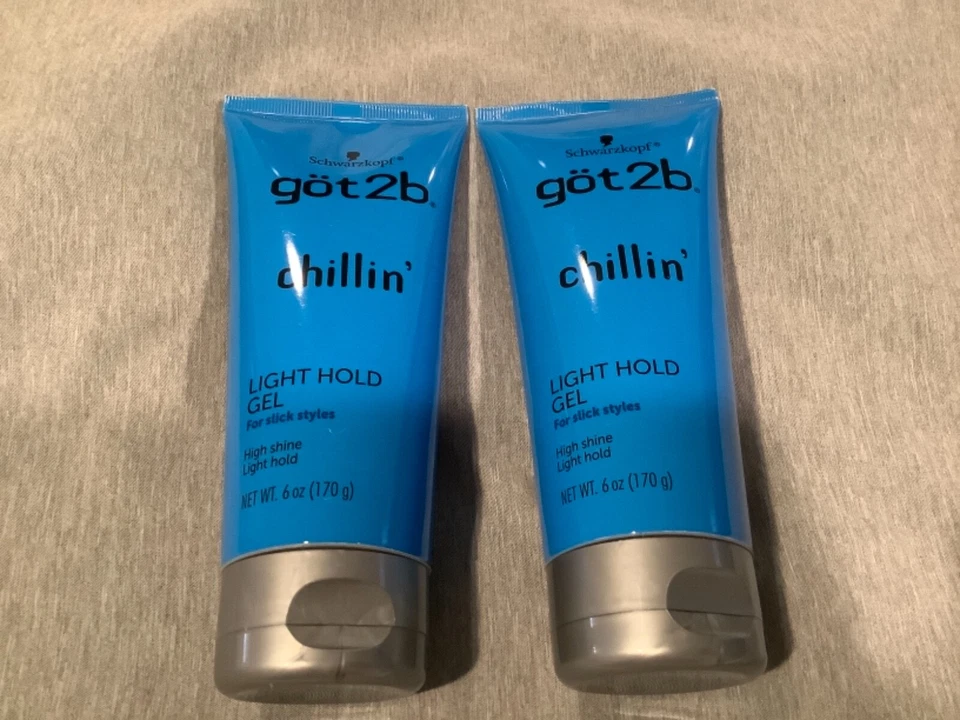 Schwarzkopf®
göt2b®
chillin'
LIGHT HOLD
GEL
For slick styles
High shine
Light hold
NET WT. 6 oz (170 g)
Schwarzkopf®
göt2b®
chillin'
LIGHT HOLD
GEL
For slick styles
High shine
Light hold
NET WT. 6 oz (170 g)